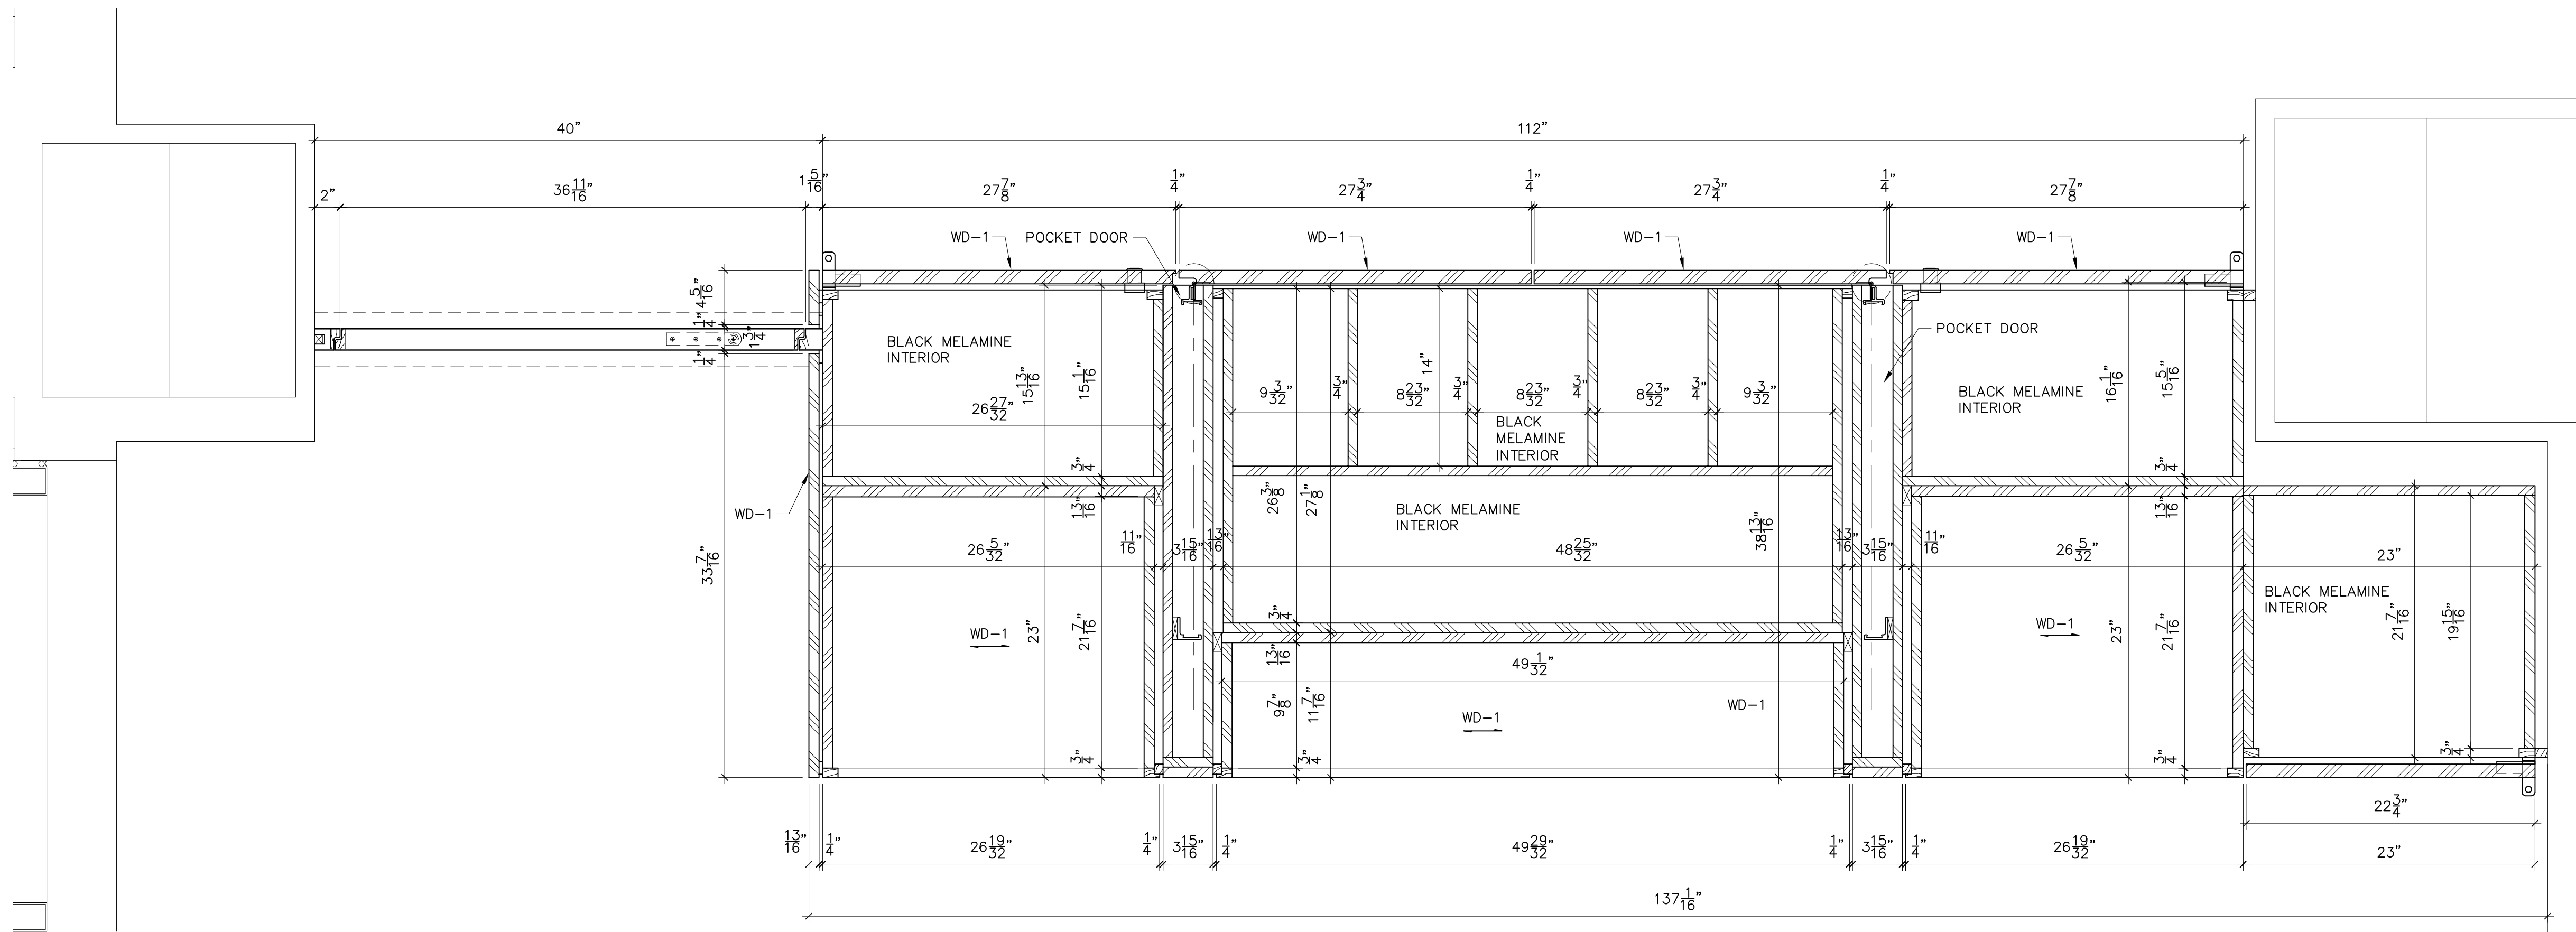 40" 112"
2" 36 11/16" 1 5/16" 27 7/8" 1/4" 27 3/4" 1/4" 27 3/4" 1/4" 27 7/8"
WD-1 POCKET DOOR WD-1 WD-1 WD-1
4 5/16"
1/4"
1 3/4"
1/4"
33 7/16"
WD-1
BLACK MELAMINE
INTERIOR
15 13/16"
15 1/16"
26 27/32"
3/4"
13/16"
9 3/32" 3/4" 8 23/32" 3/4" 8 23/32" 3/4" 8 23/32" 3/4" 9 3/32"
14"
BLACK
MELAMINE
INTERIOR
26 3/8"
27 1/8"
BLACK MELAMINE
INTERIOR
38 13/16"
POCKET DOOR
BLACK MELAMINE
INTERIOR
16 1/16"
15 5/16"
3/4"
13/16"
26 5/32" 11/16" 3 15/16" 13/16" 48 25/32" 13/16" 3 15/16" 11/16" 26 5/32" 23"
BLACK MELAMINE
INTERIOR
WD-1
23"
21 7/16"
3/4"
3/4"
13/16"
49 1/32"
9 7/8"
11 7/16"
3/4"
WD-1
WD-1
WD-1
23"
21 7/16"
3/4"
21 7/16"
19 15/16"
3/4"
22 3/4"
13/16" 1/4" 26 19/32" 1/4" 3 15/16" 1/4" 49 29/32" 1/4" 3 15/16" 1/4" 26 19/32" 23"
137 1/16"